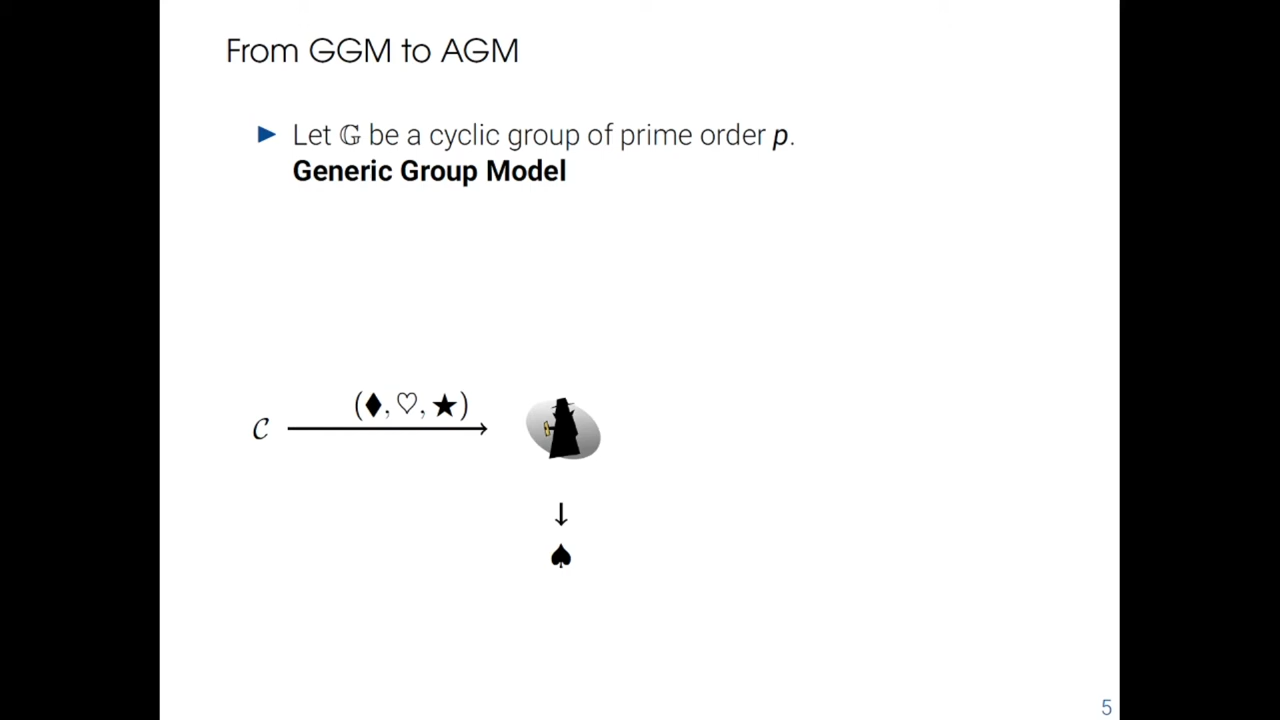 From GGM to AGM
► Let 𝔾 be a cyclic group of prime order p.
Generic Group Model
(♦, ♡, ★)
𝒞
↓
♠
5